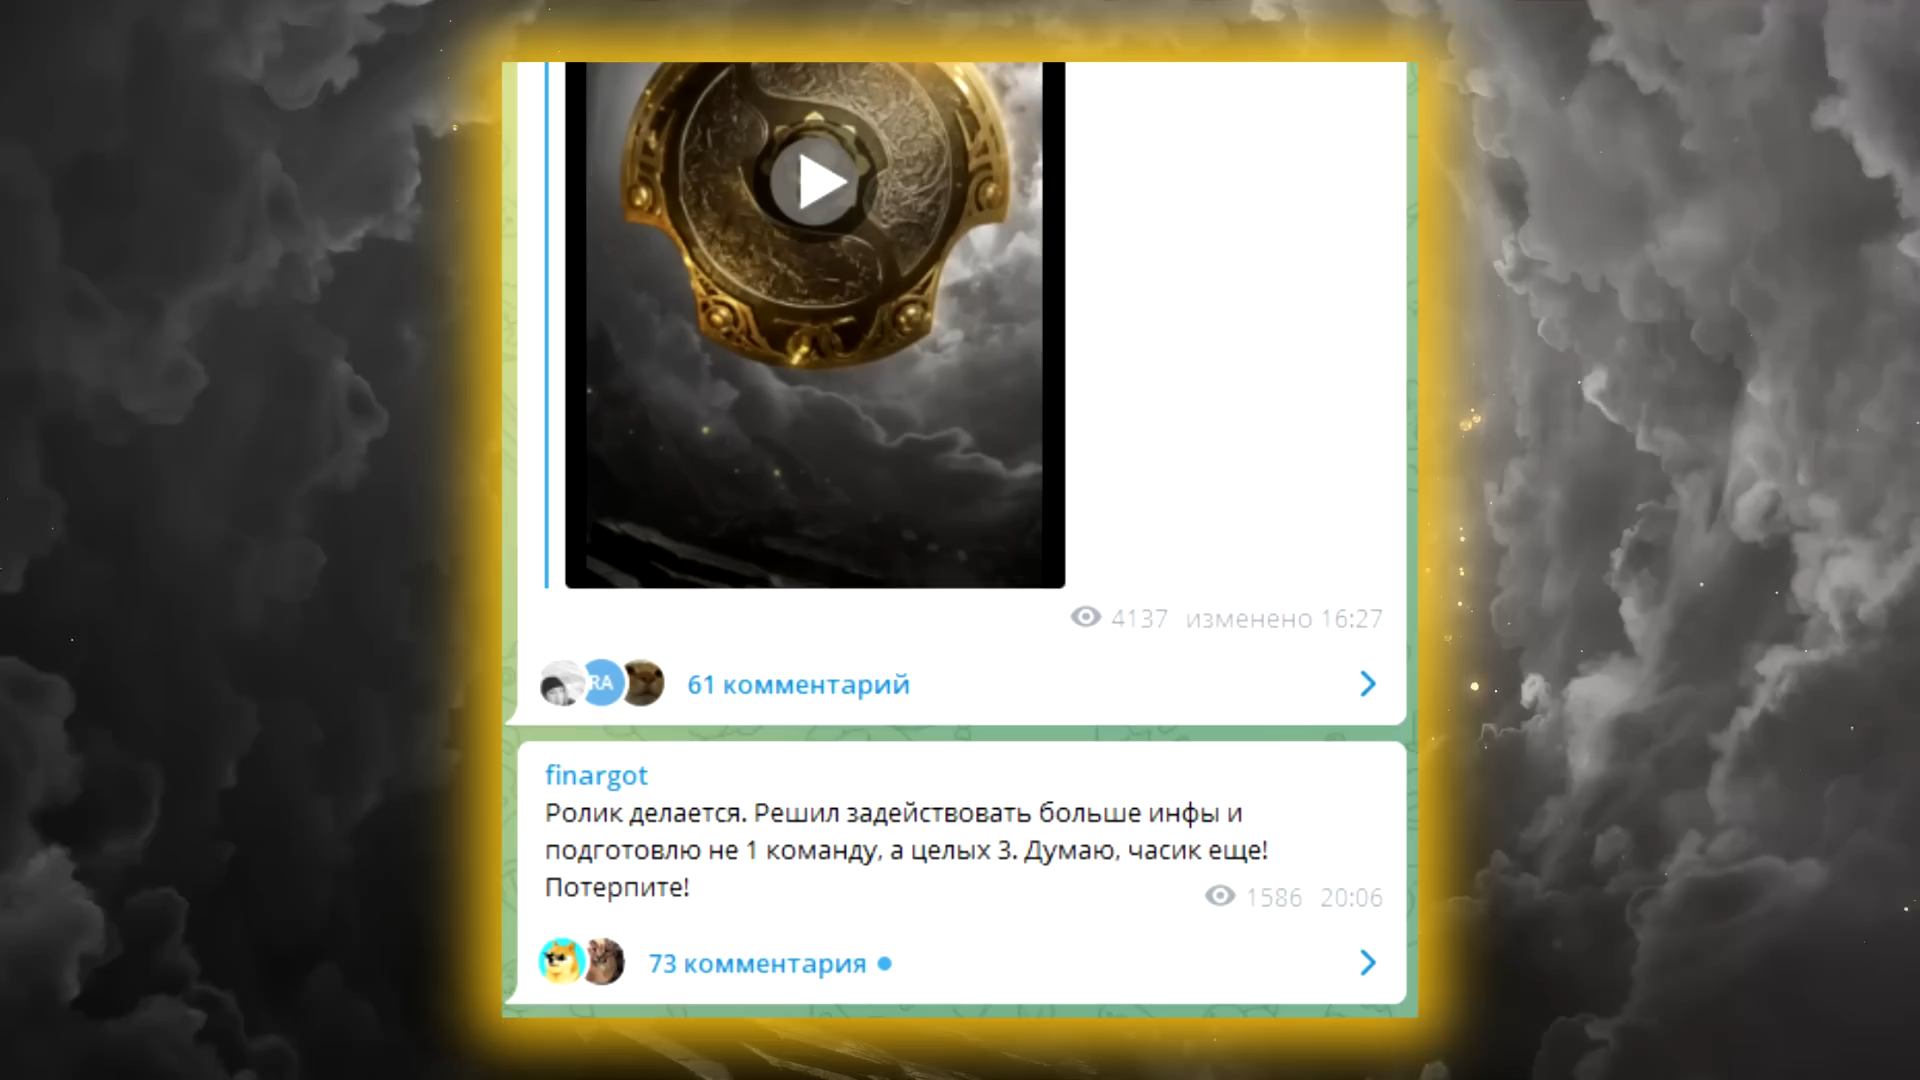 4137 изменено 16:27
RA
61 комментарий
finargot
Ролик делается. Решил задействовать больше инфы и
подготовлю не 1 команду, а целых 3. Думаю, часик еще!
Потерпите!
1586 20:06
73 комментария